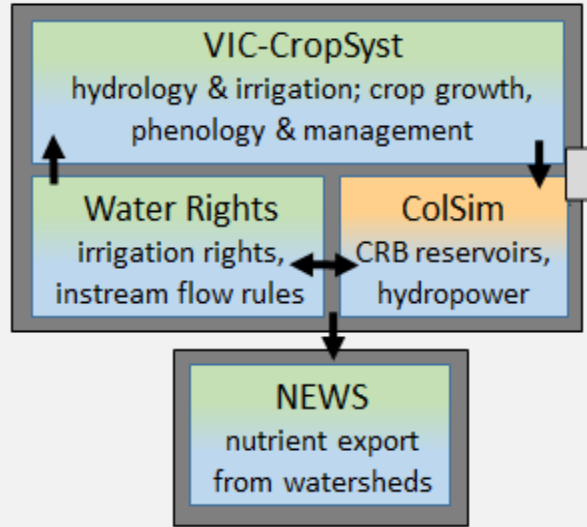 VIC-CropSyst
hydrology & irrigation; crop growth,
phenology & management
Water Rights
irrigation rights,
instream flow rules
ColSim
CRB reservoirs,
hydropower
NEWS
nutrient export
from watersheds